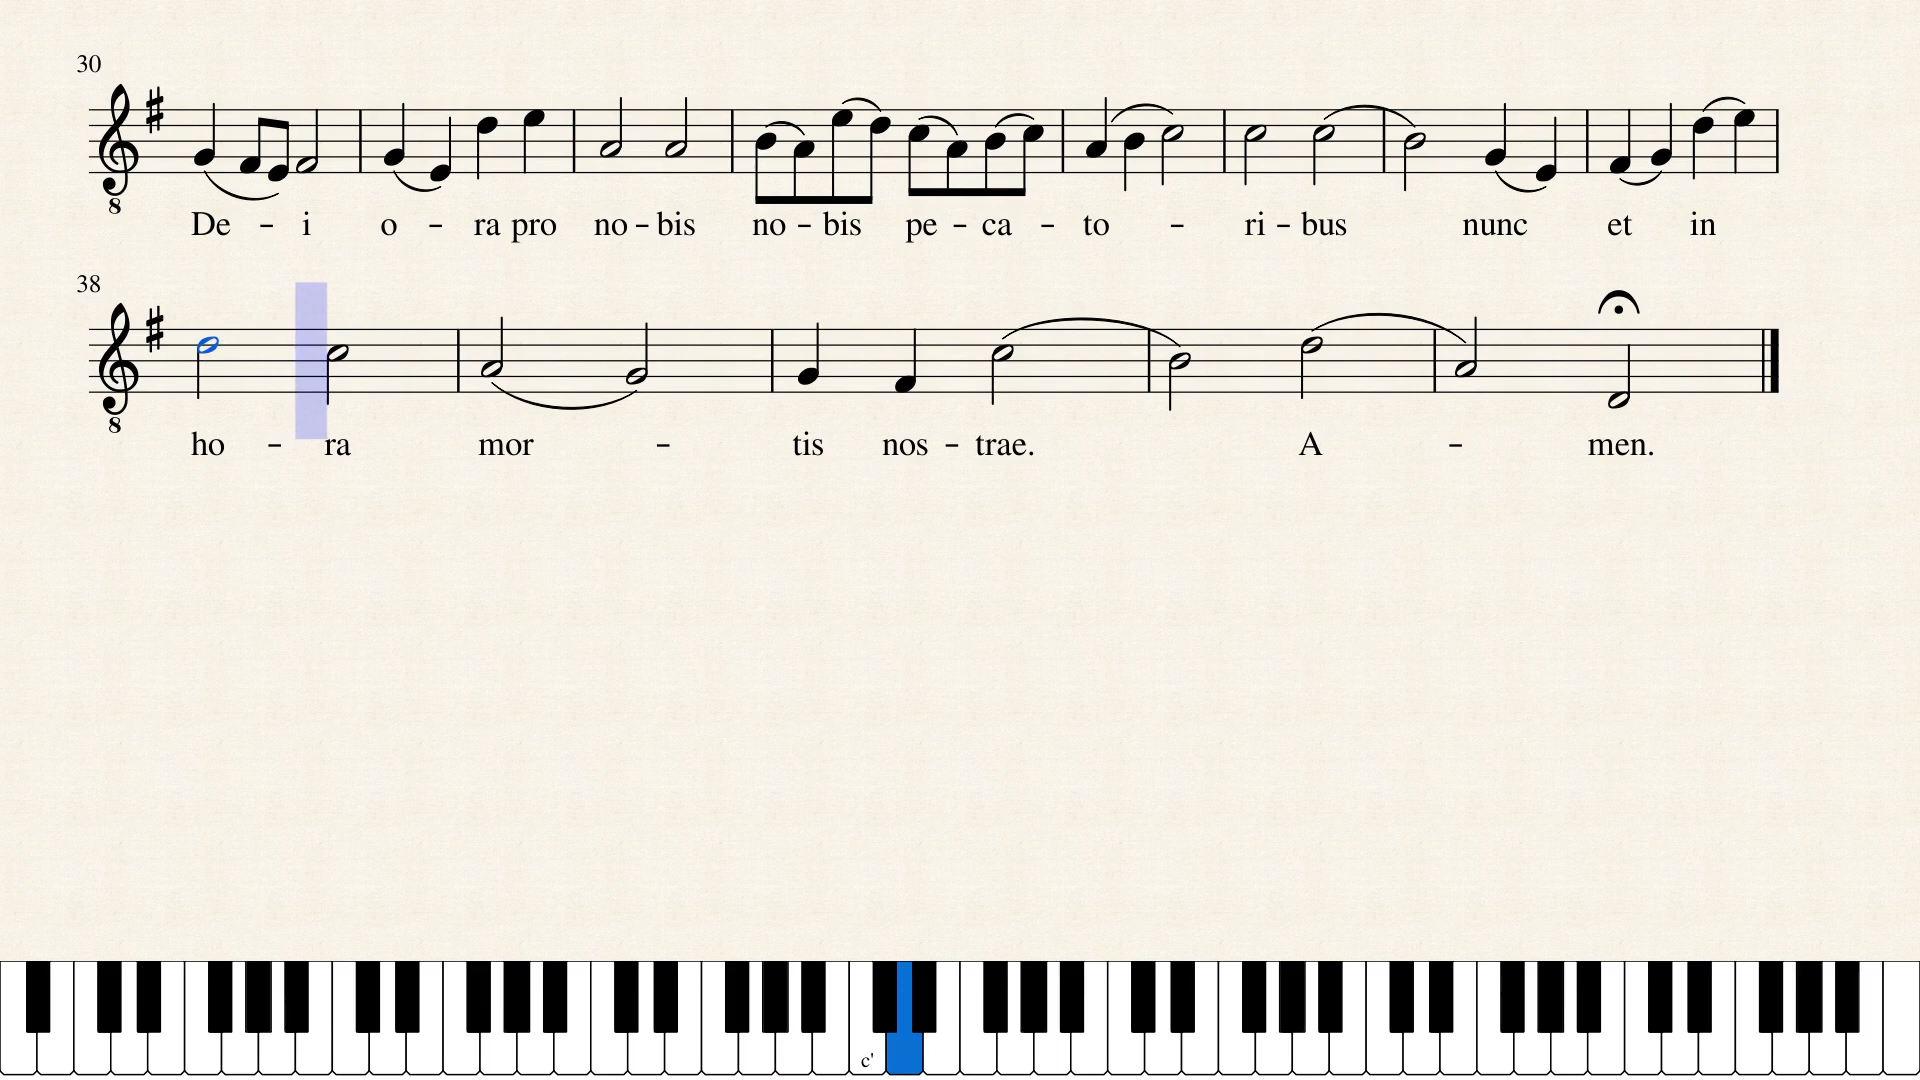 30
8
De - i o - ra pro no - bis no - bis pe - ca - to - ri - bus nunc et in
38
8
ho - ra mor - tis nos - trae. A - men.
c'